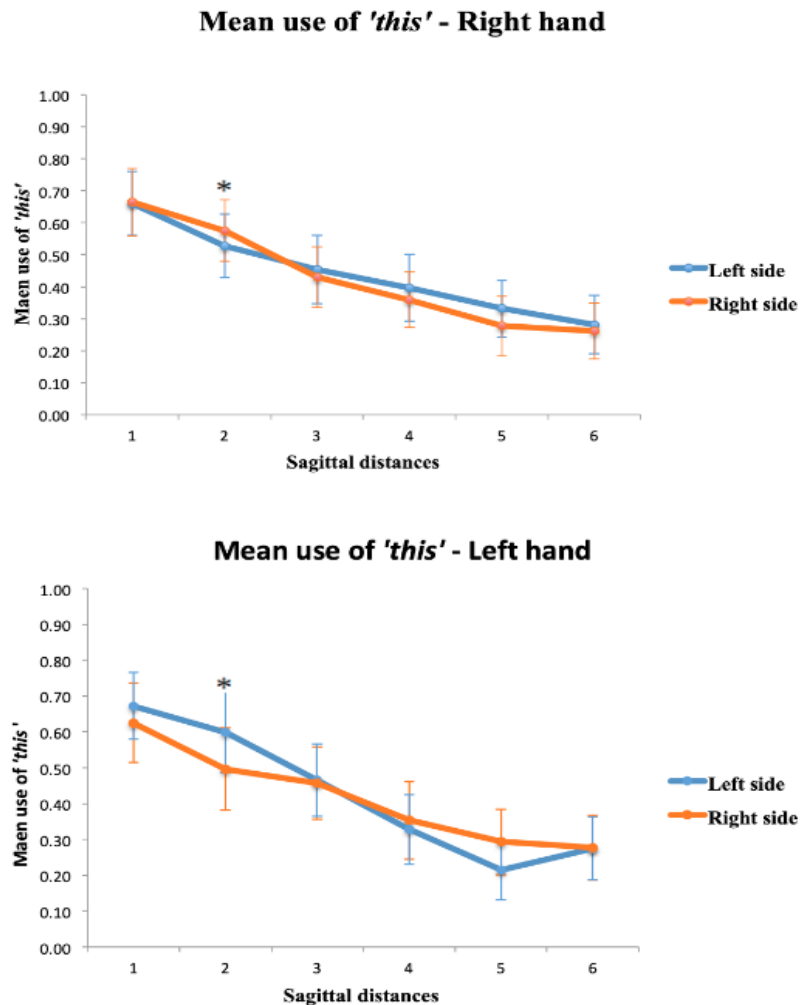 Mean use of 'this' - Right hand
1.00
0.90
0.80
0.70
0.60
0.50
0.40
0.30
0.20
0.10
0.00
*
Maen use of 'this'
1 2 3 4 5 6
Sagittal distances
Left side
Right side
Mean use of 'this' - Left hand
1.00
0.90
0.80
0.70
0.60
0.50
0.40
0.30
0.20
0.10
0.00
*
Maen use of 'this'
1 2 3 4 5 6
Sagittal distances
Left side
Right side